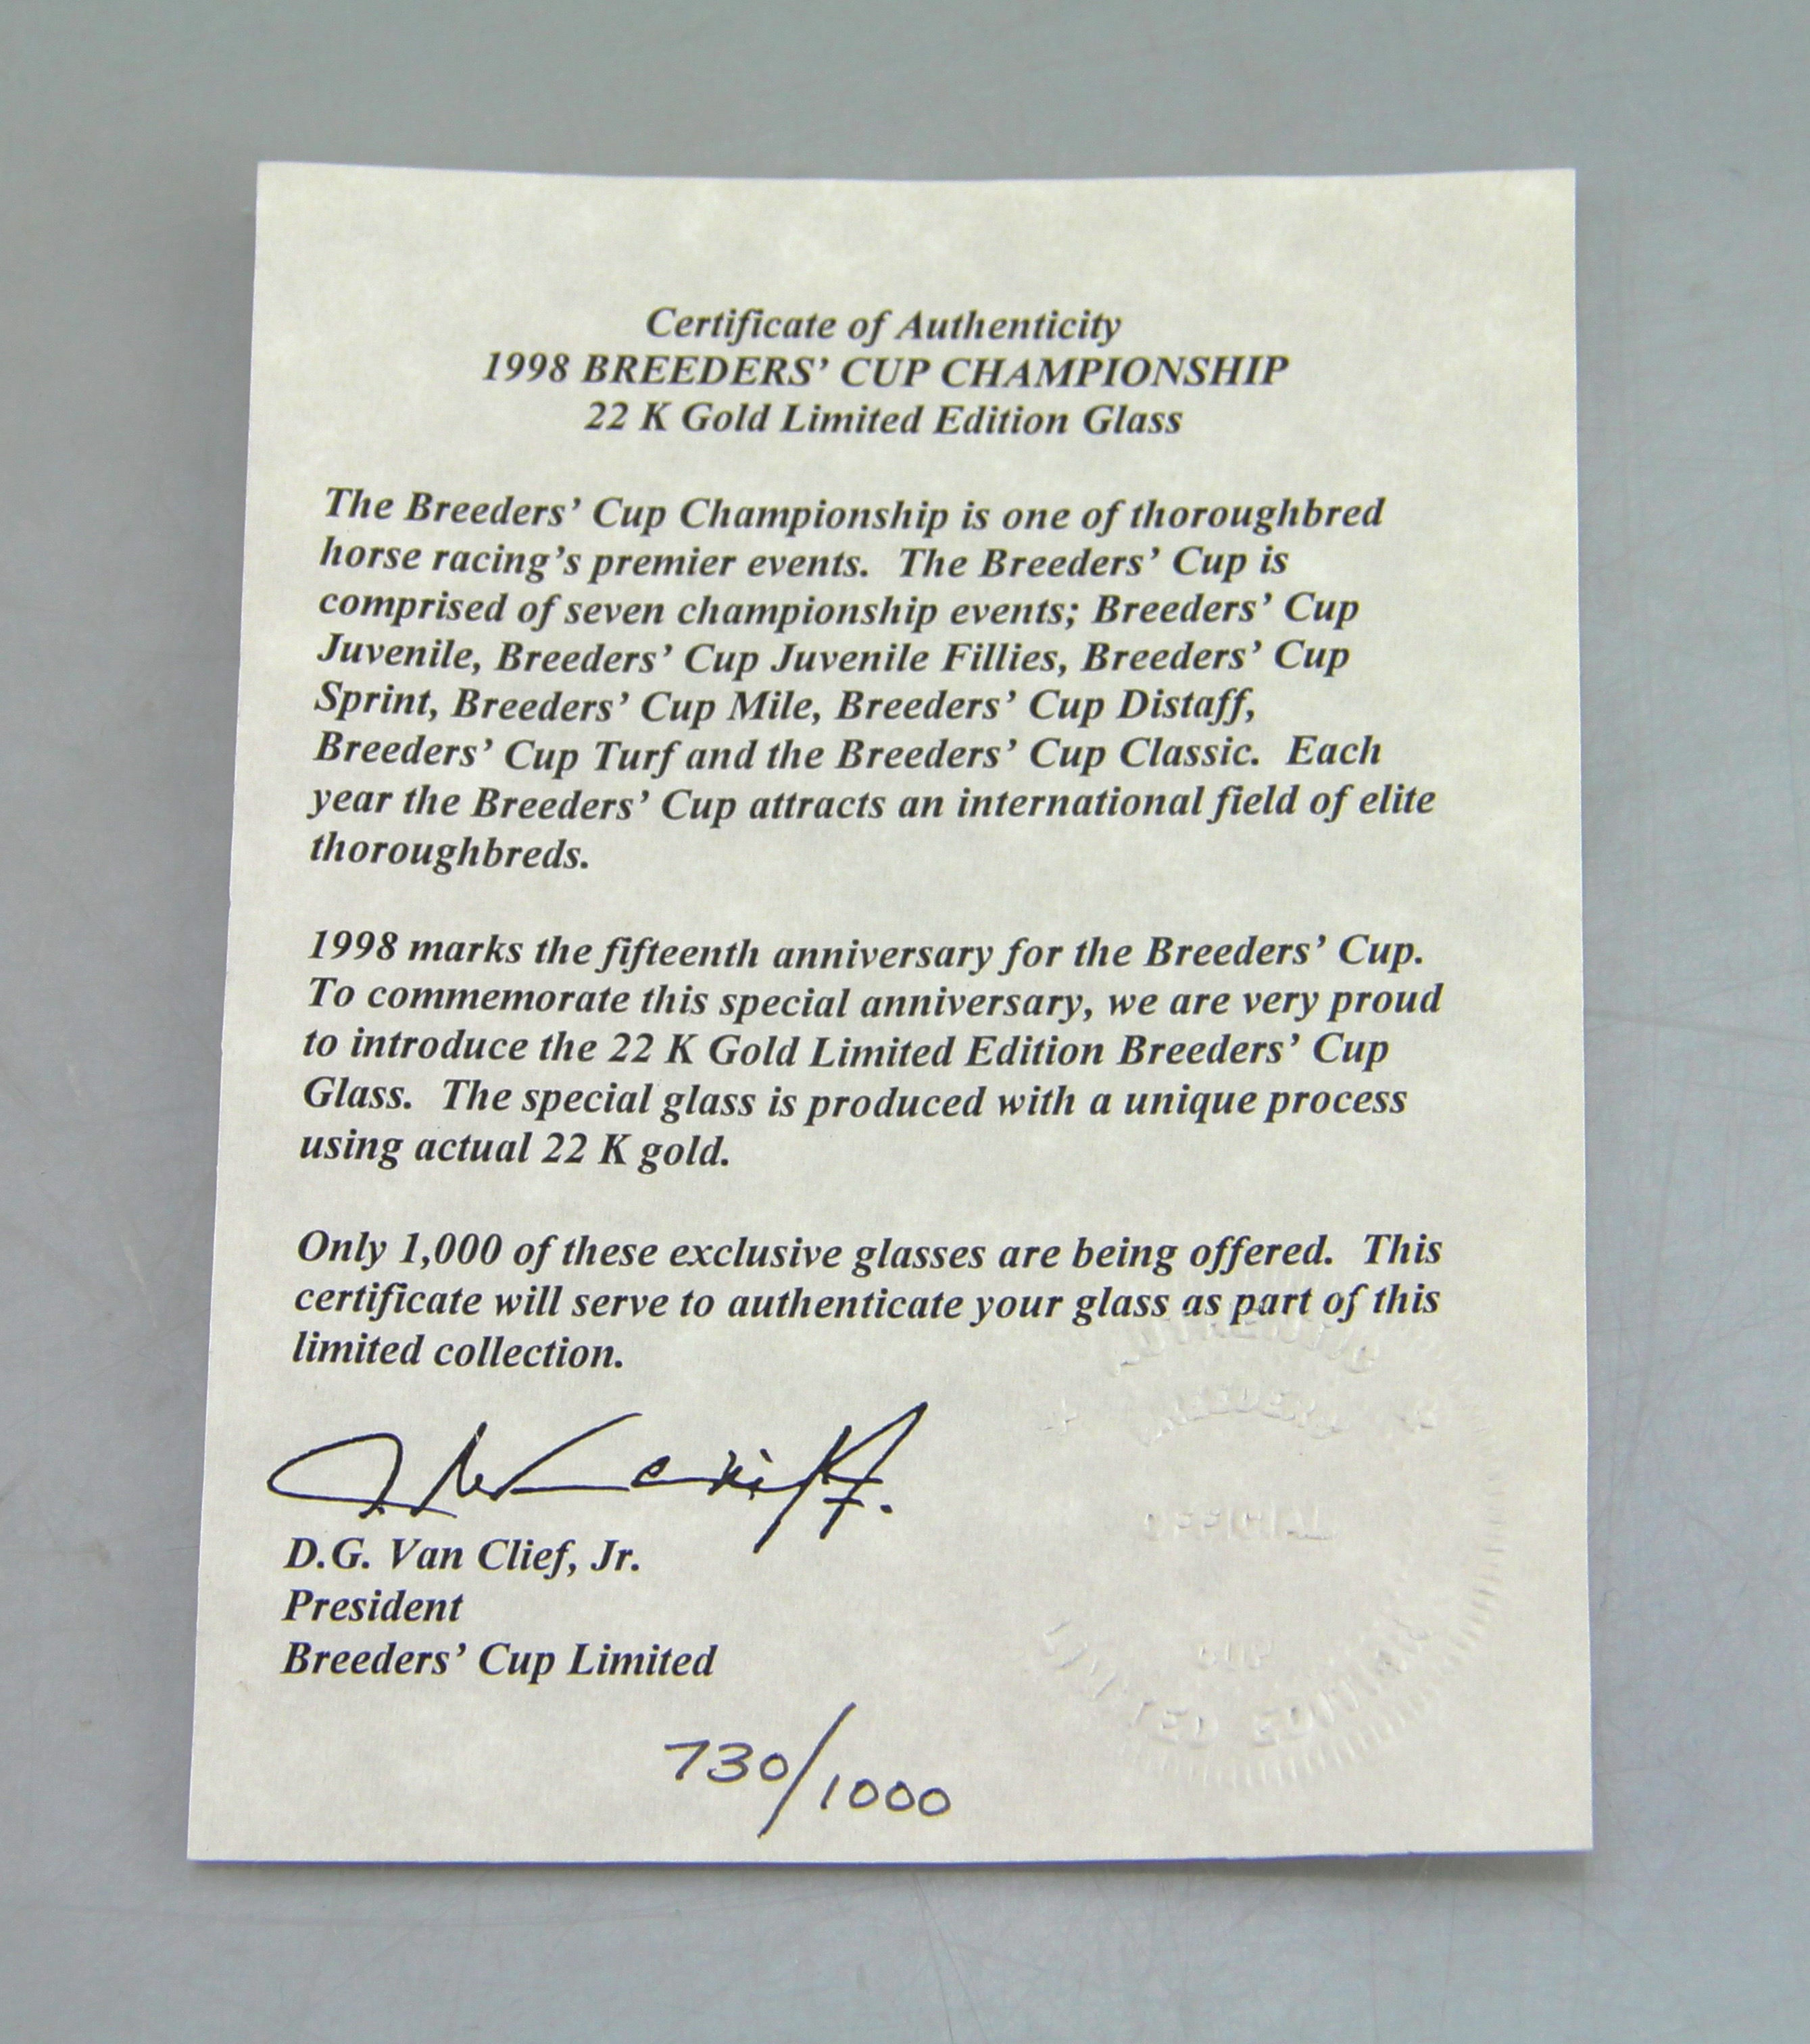 Certificate of Authenticity
1998 BREEDERS' CUP CHAMPIONSHIP
22 K Gold Limited Edition Glass
The Breeders' Cup Championship is one of thoroughbred
horse racing's premier events. The Breeders' Cup is
comprised of seven championship events; Breeders' Cup
Juvenile, Breeders' Cup Juvenile Fillies, Breeders' Cup
Sprint, Breeders' Cup Mile, Breeders' Cup Distaff,
Breeders' Cup Turf and the Breeders' Cup Classic. Each
year the Breeders' Cup attracts an international field of elite
thoroughbreds.
1998 marks the fifteenth anniversary for the Breeders' Cup.
To commemorate this special anniversary, we are very proud
to introduce the 22 K Gold Limited Edition Breeders' Cup
Glass. The special glass is produced with a unique process
using actual 22 K gold.
Only 1,000 of these exclusive glasses are being offered. This
certificate will serve to authenticate your glass as part of this
limited collection.
D.G. Van Clief, Jr.
President
Breeders' Cup Limited
730/1000
AUTHENTIC
BREEDERS
OFFICIAL
CUP
LIMITED EDITION